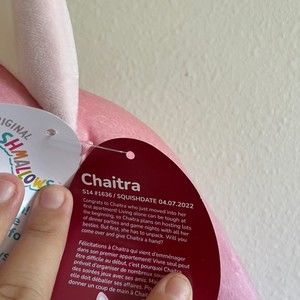 ORIGINAL
SHMALLOWS
Chaitra
S14 #1636 / SQUISHDATE 04.07.2022
Congrats to Chaitra who just moved into her
first apartment! Living alone can be tough at
the beginning, so Chaitra plans on hosting lots
of dinner parties and game nights with all her
besties. But first, she has to unpack. Will you
come over and give Chaitra a hand?
Félicitations à Chaitra qui vient d'emménager
dans son premier appartement! Vivre seul peut
être difficile au début, c'est pourquoi Chaitra
prévoit d'organiser de nombreux
des soirées jeux avec ses
elle doit déballer ses affaires.
donner un coup de main à Chaitra